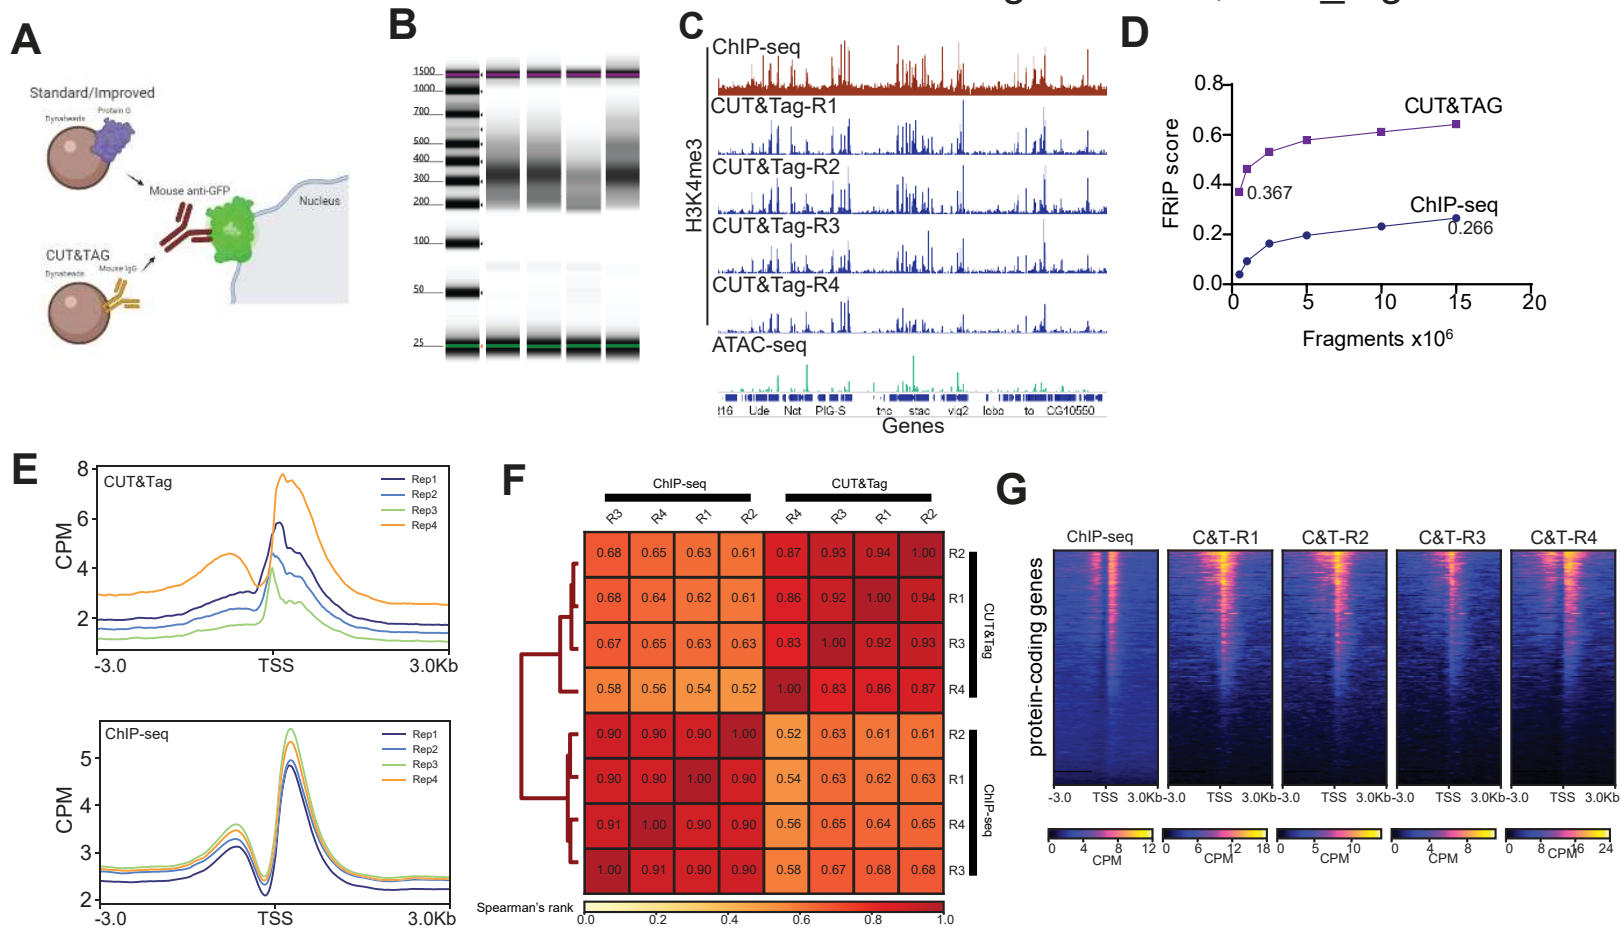 A
Standard/Improved
Dynabeads
Protein G
Mouse anti-GFP
Nucleus
CUT&TAG
Dynabeads
Mouse IgG
B
1500
1000
700
500
400
300
200
100
50
25
C
H3K4me3
ChIP-seq
CUT&Tag-R1
CUT&Tag-R2
CUT&Tag-R3
CUT&Tag-R4
ATAC-seq
Ude Nct PIG-S tnc stac vig2 loba to CG10550
Genes
D
FRiP score
0.8
0.6
0.4
0.2
0.0
CUT&TAG
0.367
ChIP-seq
0.266
0 5 10 15 20
Fragments x10⁶
E
CPM
8
6
4
2
CUT&Tag
Rep1
Rep2
Rep3
Rep4
-3.0 TSS 3.0Kb
CPM
5
4
3
2
ChIP-seq
Rep1
Rep2
Rep3
Rep4
-3.0 TSS 3.0Kb
F
ChIP-seq CUT&Tag
R3 R4 R1 R2 R4 R3 R1 R2
0.68 0.65 0.63 0.61 0.87 0.93 0.94 1.00 R2
0.68 0.64 0.62 0.61 0.86 0.92 1.00 0.94 R1
0.67 0.65 0.63 0.63 0.83 1.00 0.92 0.93 R3
0.58 0.56 0.54 0.52 1.00 0.83 0.86 0.87 R4
CUT&Tag
0.90 0.90 0.90 1.00 0.52 0.63 0.61 0.61 R2
0.90 0.90 1.00 0.90 0.54 0.63 0.62 0.63 R1
0.91 1.00 0.90 0.90 0.56 0.65 0.64 0.65 R4
1.00 0.91 0.90 0.90 0.58 0.67 0.68 0.68 R3
ChIP-seq
Spearman's rank
0.0 0.2 0.4 0.6 0.8 1.0
G
protein-coding genes
ChIP-seq C&T-R1 C&T-R2 C&T-R3 C&T-R4
-3.0 TSS 3.0Kb -3.0 TSS 3.0Kb -3.0 TSS 3.0Kb -3.0 TSS 3.0Kb -3.0 TSS 3.0Kb
0 4 8 12 0 6 12 18 0 5 10 0 4 8 0 8 16 24
CPM CPM CPM CPM CPM